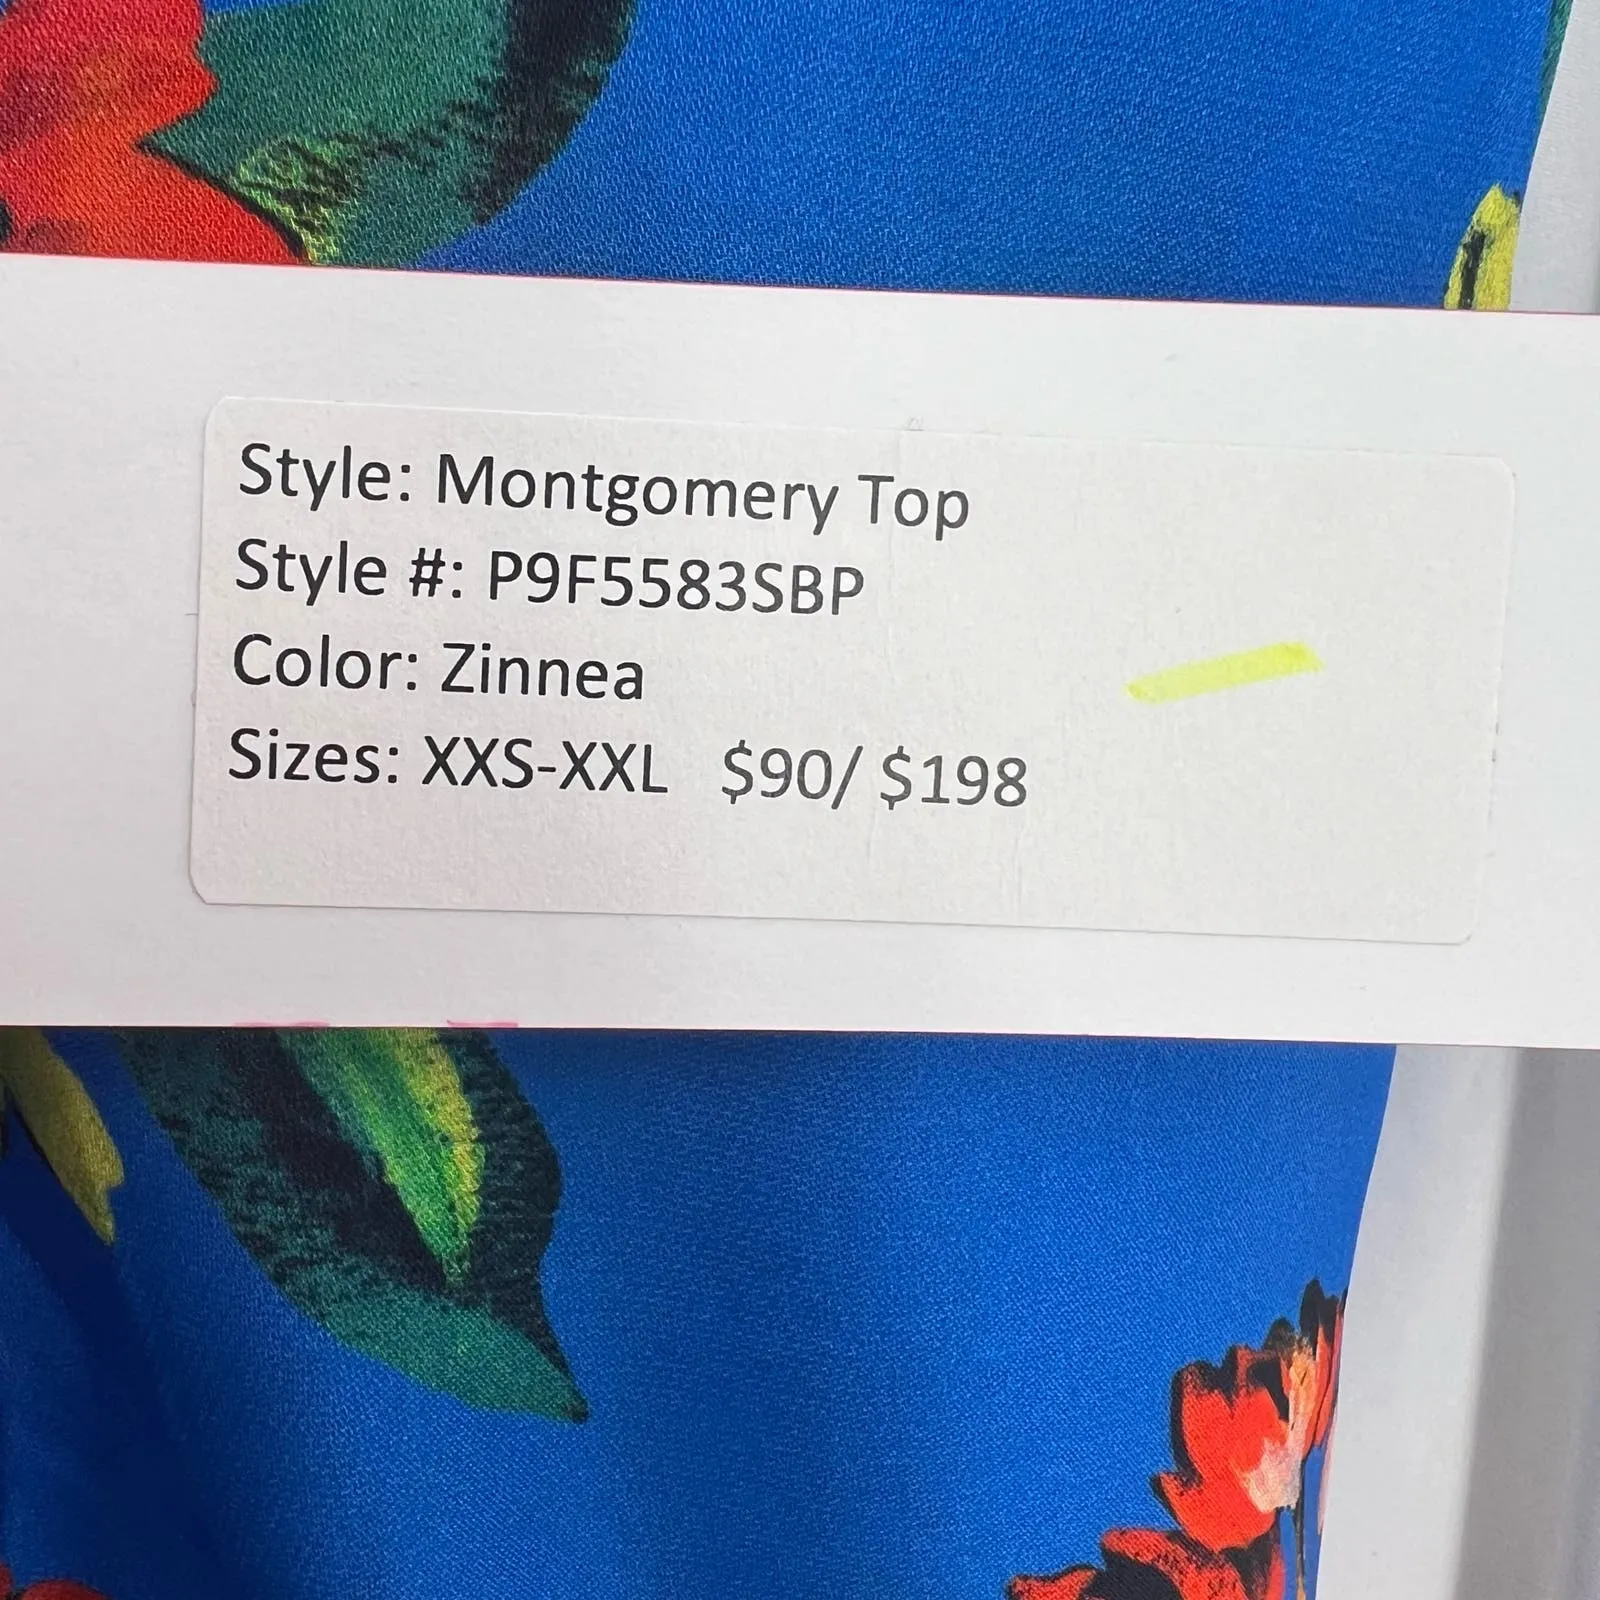 Style: Montgomery Top
Style #: P9F5583SBP
Color: Zinnea
Sizes: XXS-XXL $90/ $198